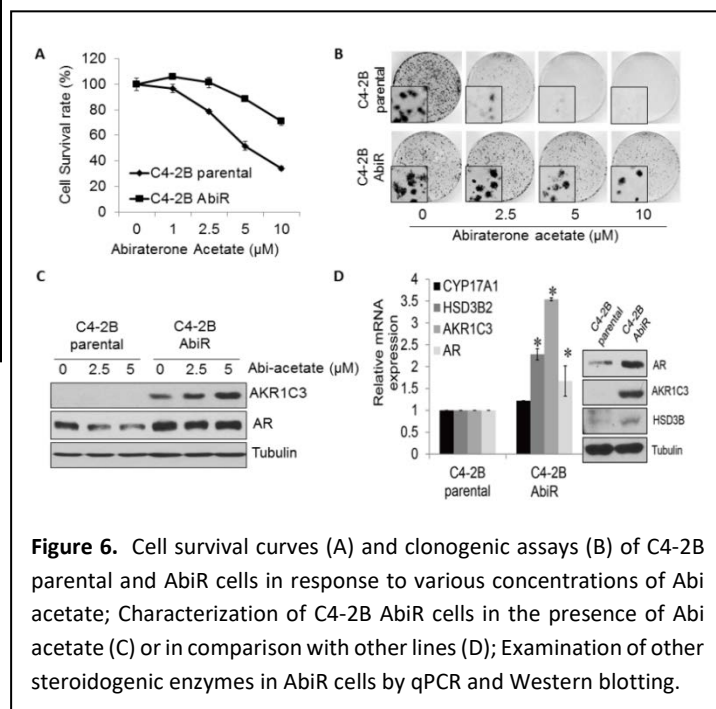 A
Cell Survival rate (%)
120
100
80
60
40
20
0
C4-2B parental
C4-2B AbiR
0 1 2.5 5 10
Abiraterone Acetate (μM)
B
C4-2B
parental
C4-2B
AbiR
0 2.5 5 10
Abiraterone acetate (μM)
C
C4-2B
parental
C4-2B
AbiR
0 2.5 5 0 2.5 5 Abi-acetate (μM)
AKR1C3
AR
Tubulin
D
Relative mRNA
expression
4
3.5
3
2.5
2
1.5
1
0.5
0
CYP17A1
HSD3B2
AKR1C3
AR
*
*
*
C4-2B
parental
C4-2B
AbiR
C4-2B
parental
C4-2B
AbiR
AR
AKR1C3
HSD3B
Tubulin
Figure 6. Cell survival curves (A) and clonogenic assays (B) of C4-2B
parental and AbiR cells in response to various concentrations of Abi
acetate; Characterization of C4-2B AbiR cells in the presence of Abi
acetate (C) or in comparison with other lines (D); Examination of other
steroidogenic enzymes in AbiR cells by qPCR and Western blotting.